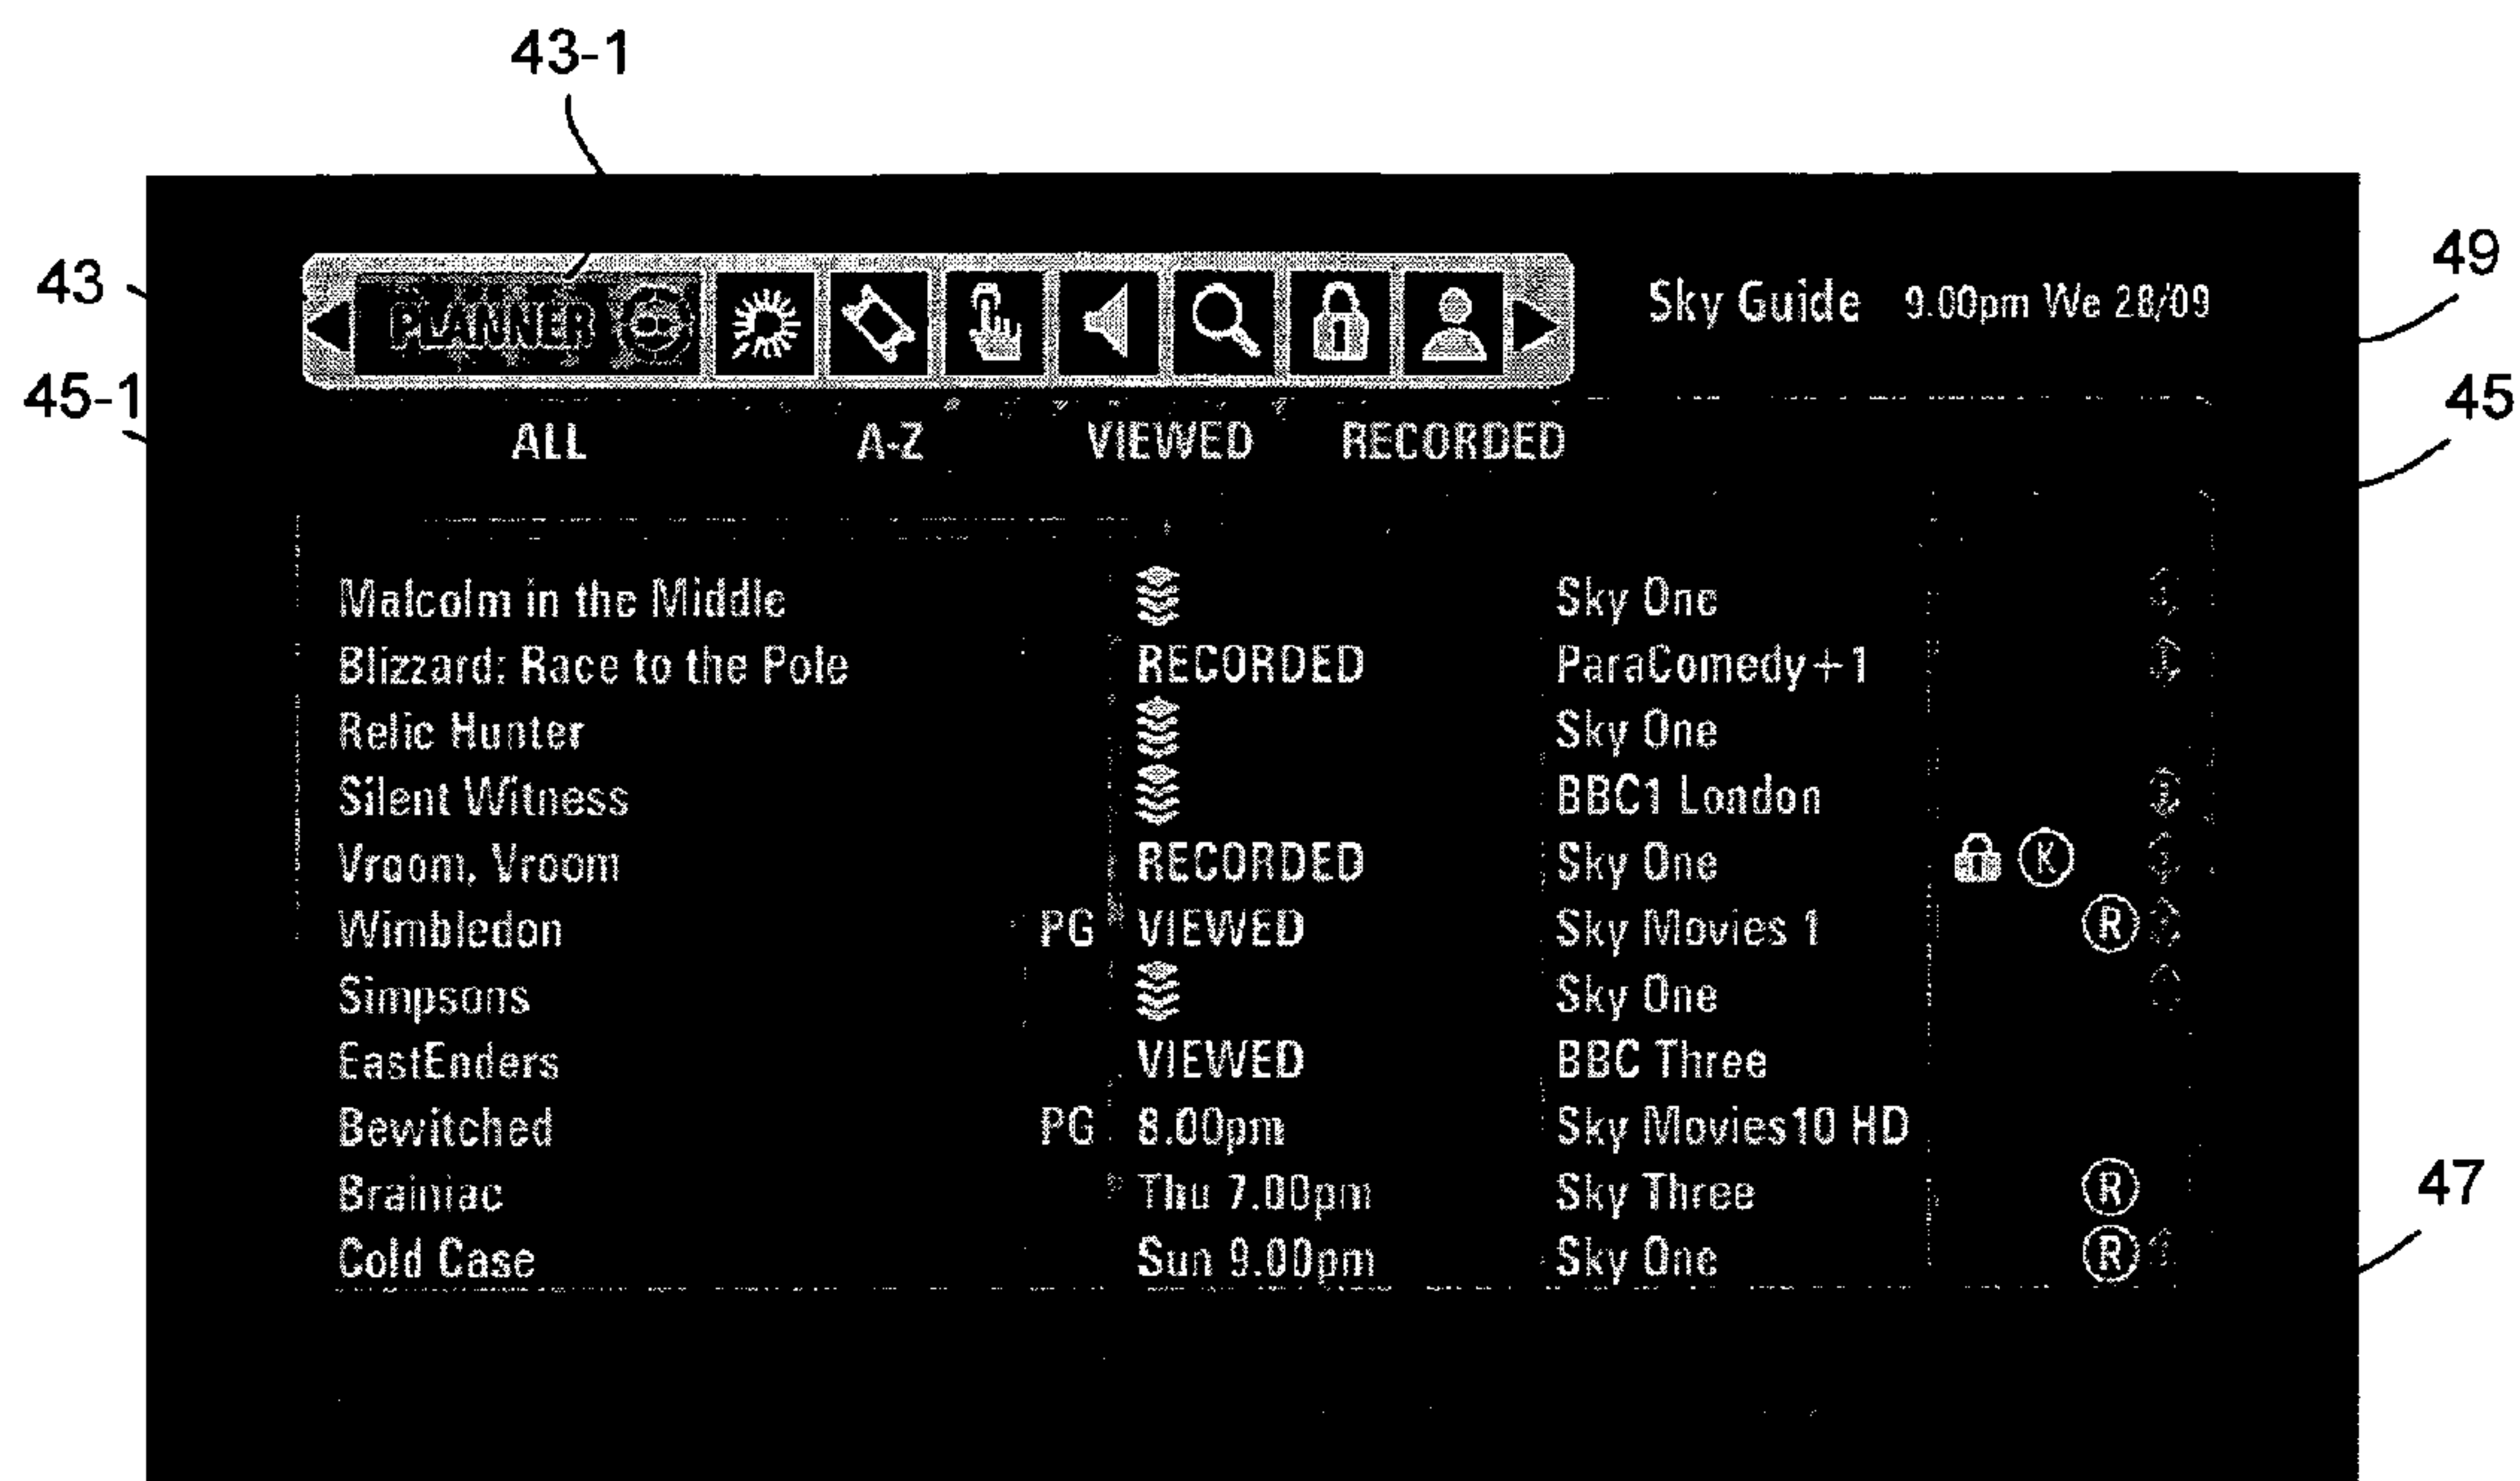 43-1
43
49
PLANNER
Sky Guide 9.00pm We 28/09
45-1
45
ALL A-Z VIEWED RECORDED
Malcolm in the Middle Sky One
Blizzard: Race to the Pole RECORDED ParaComedy+1
Relic Hunter Sky One
Silent Witness BBC1 London
Vroom, Vroom RECORDED Sky One K
Wimbledon PG VIEWED Sky Movies 1 R
Simpsons Sky One
EastEnders VIEWED BBC Three
Bewitched PG 8.00pm Sky Movies10 HD
Brainiac Thu 7.00pm Sky Three R
47
Cold Case Sun 9.00pm Sky One R